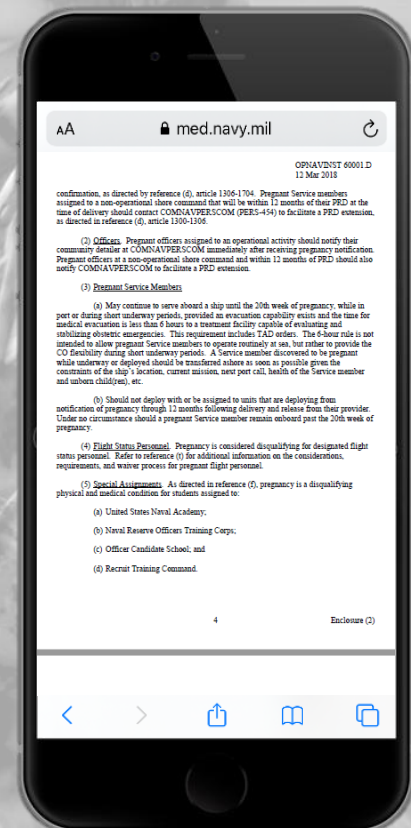 AA
med.navy.mil
OPNAVINST 60001.D
12 Mar 2018
confirmation, as directed by reference (d), article 1306-1704. Pregnant Service members
assigned to a non-operational shore command that will be within 12 months of their PRD at the
time of delivery should contact COMNAVPERSCOM (PERS-454) to facilitate a PRD extension,
as directed in reference (d), article 1300-1306.
(2) Officers. Pregnant officers assigned to an operational activity should notify their
community detailer at COMNAVPERSCOM immediately after receiving pregnancy notification.
Pregnant officers at a non-operational shore command and within 12 months of PRD should also
notify COMNAVPERSCOM to facilitate a PRD extension.
(3) Pregnant Service Members
(a) May continue to serve aboard a ship until the 20th week of pregnancy, while in
port or during short underway periods, provided an evacuation capability exists and the time for
medical evacuation is less than 6 hours to a treatment facility capable of evaluating and
stabilizing obstetric emergencies. This requirement includes TAD orders. The 6-hour rule is not
intended to allow pregnant Service members to operate routinely at sea, but rather to provide the
CO flexibility during short underway periods. A Service member discovered to be pregnant
while underway or deployed should be transferred ashore as soon as possible given the
constraints of the ship's location, current mission, next port call, health of the Service member
and unborn child(ren), etc.
(b) Should not deploy with or be assigned to units that are deploying from
notification of pregnancy through 12 months following delivery and release from their provider.
Under no circumstance should a pregnant Service member remain onboard past the 20th week of
pregnancy.
(4) Flight Status Personnel. Pregnancy is considered disqualifying for designated flight
status personnel. Refer to reference (t) for additional information on the considerations,
requirements, and waiver process for pregnant flight personnel.
(5) Special Assignments. As directed in reference (f), pregnancy is a disqualifying
physical and medical condition for students assigned to:
(a) United States Naval Academy;
(b) Naval Reserve Officers Training Corps;
(c) Officer Candidate School; and
(d) Recruit Training Command.
4
Enclosure (2)